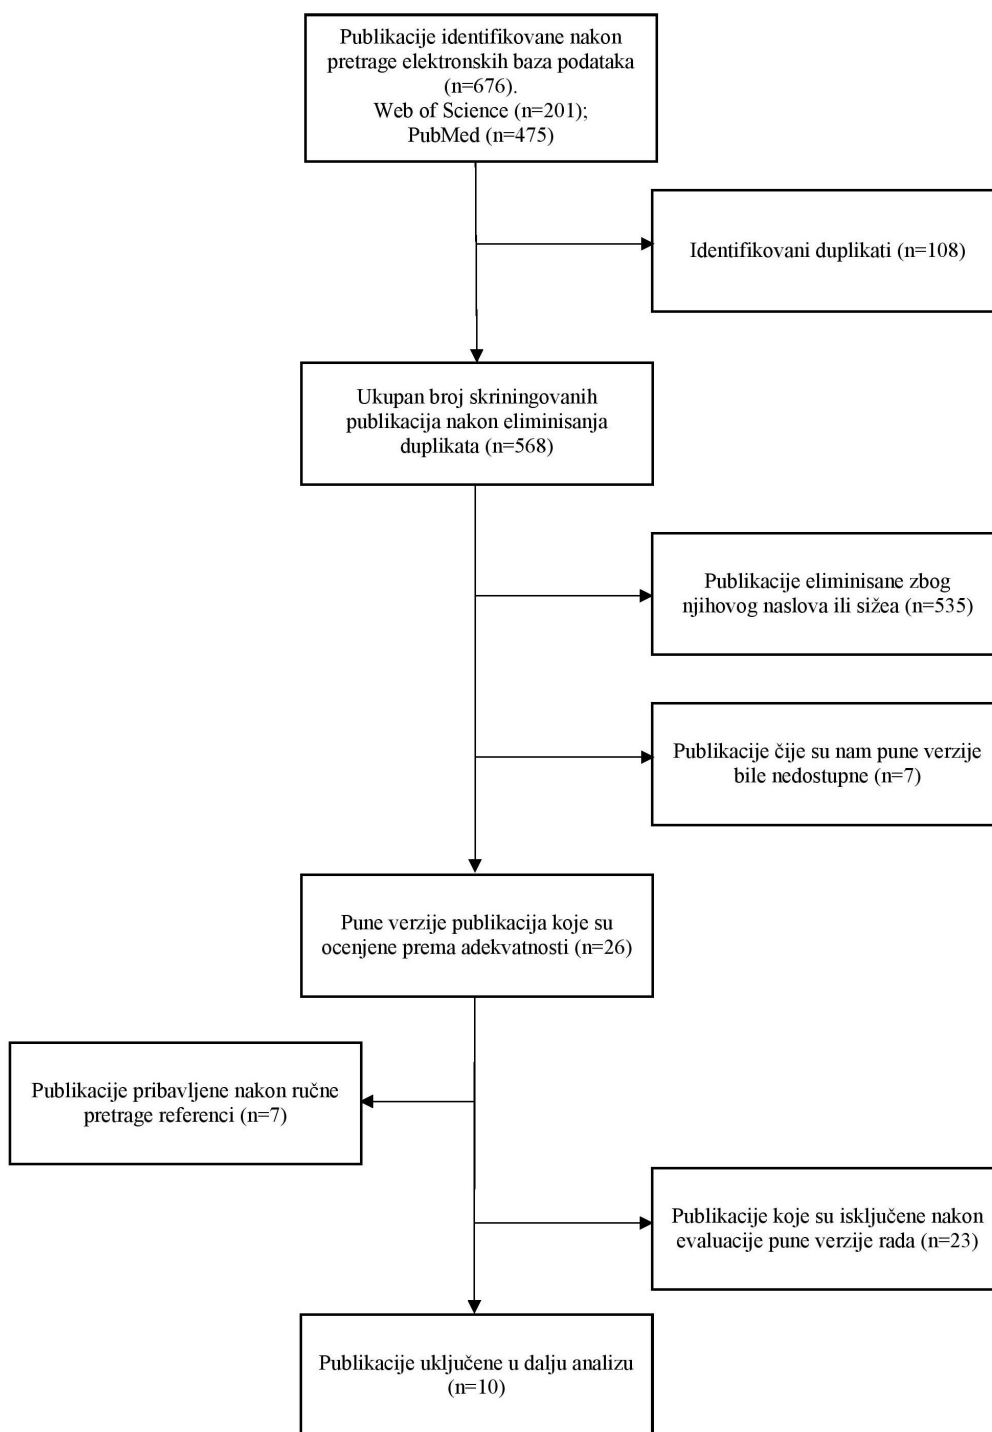 Publikacije identifikovane nakon
pretrage elektronskih baza podataka
(n=676).
Web of Science (n=201);
PubMed (n=475)
Identifikovani duplikati (n=108)
Ukupan broj skriningovanih
publikacija nakon eliminisanja
duplikata (n=568)
Publikacije eliminisane zbog
njihovog naslova ili sižea (n=535)
Publikacije čije su nam pune verzije
bile nedostupne (n=7)
Pune verzije publikacija koje su
ocenjene prema adekvatnosti (n=26)
Publikacije pribavljene nakon ručne
pretrage referenci (n=7)
Publikacije koje su isključene nakon
evaluacije pune verzije rada (n=23)
Publikacije uključene u dalju analizu
(n=10)